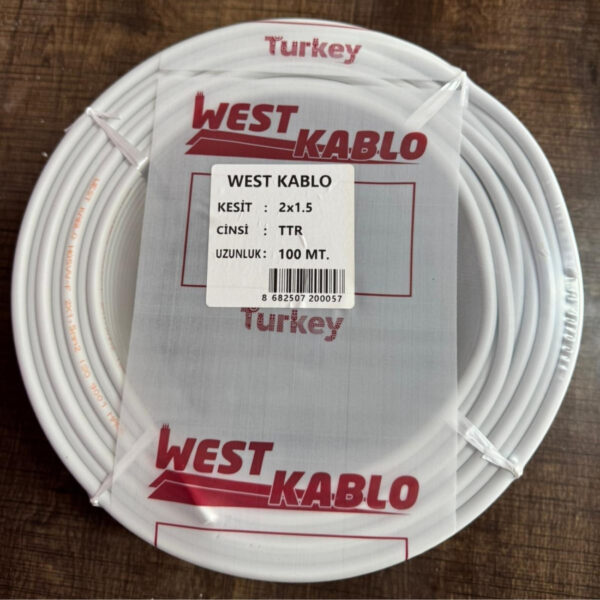 Turkey
WEST
KABLO
WEST KABLO
KESİT : 2x1.5
CİNSİ : TTR
UZUNLUK : 100 MT.
8 682507 200057
Turkey
WEST
KABLO